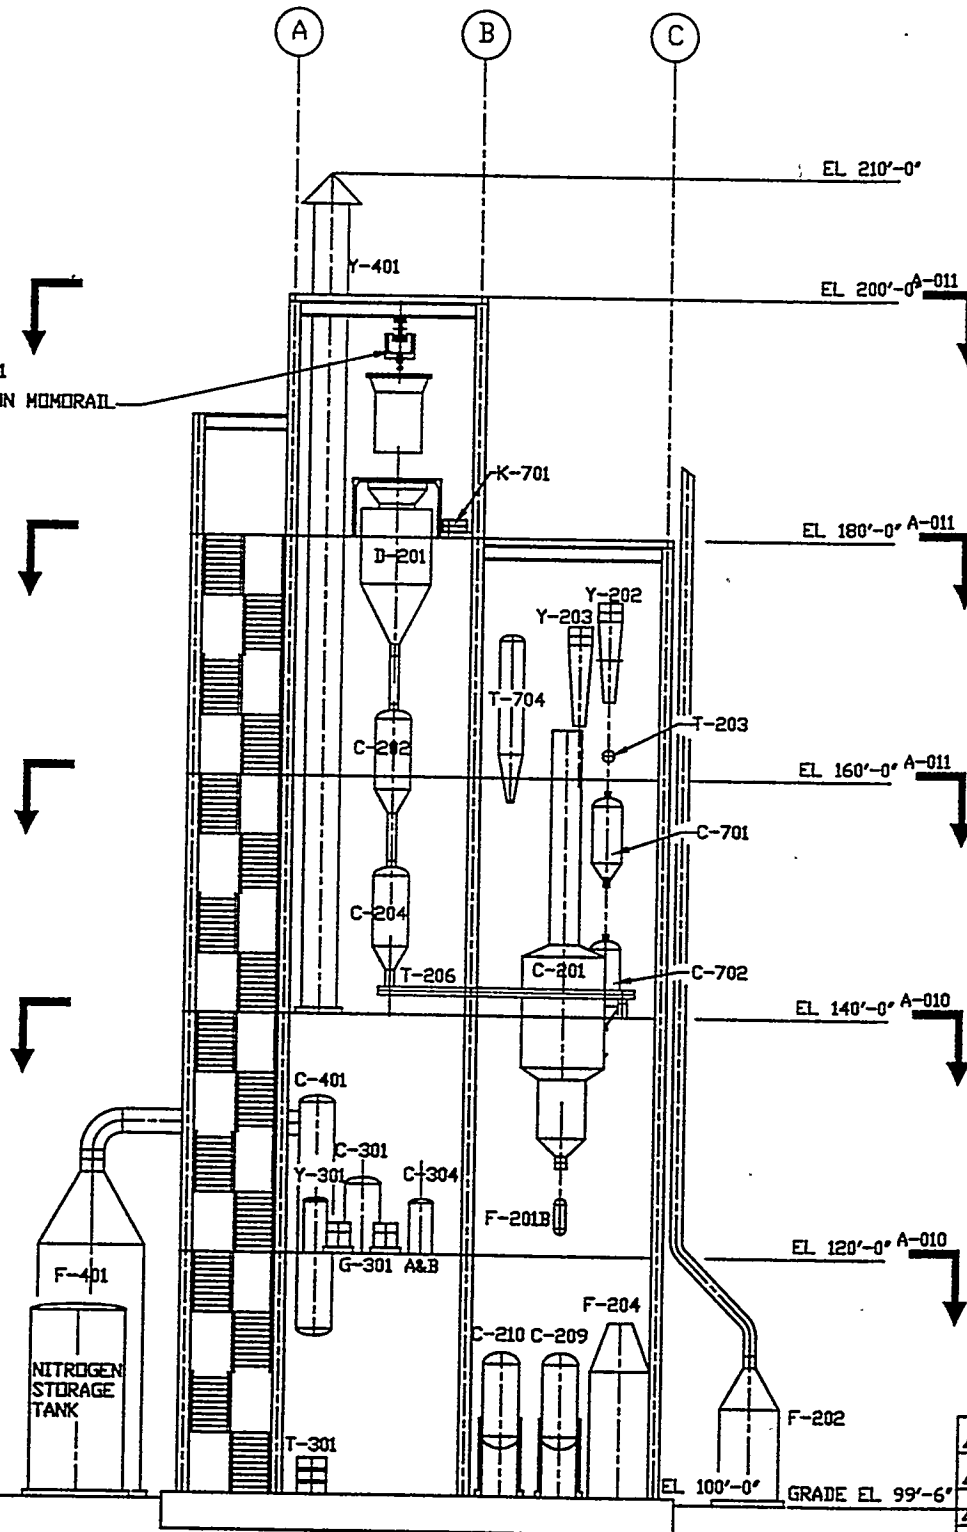 A
B
C
EL 210'-0"
Y-401
EL 200'-0" A-011
1
IN MOMORAIL
K-701
EL 180'-0" A-011
D-201
Y-202
Y-203
T-704
T-203
C-202
EL 160'-0" A-011
C-701
C-204
T-206
C-201
C-702
EL 140'-0" A-010
C-401
C-301
Y-301
C-304
F-201B
EL 120'-0" A-010
G-301 A&B
F-401
F-204
C-210 C-209
NITROGEN
STORAGE
TANK
F-202
T-301
EL 100'-0"
GRADE EL 99'-6"